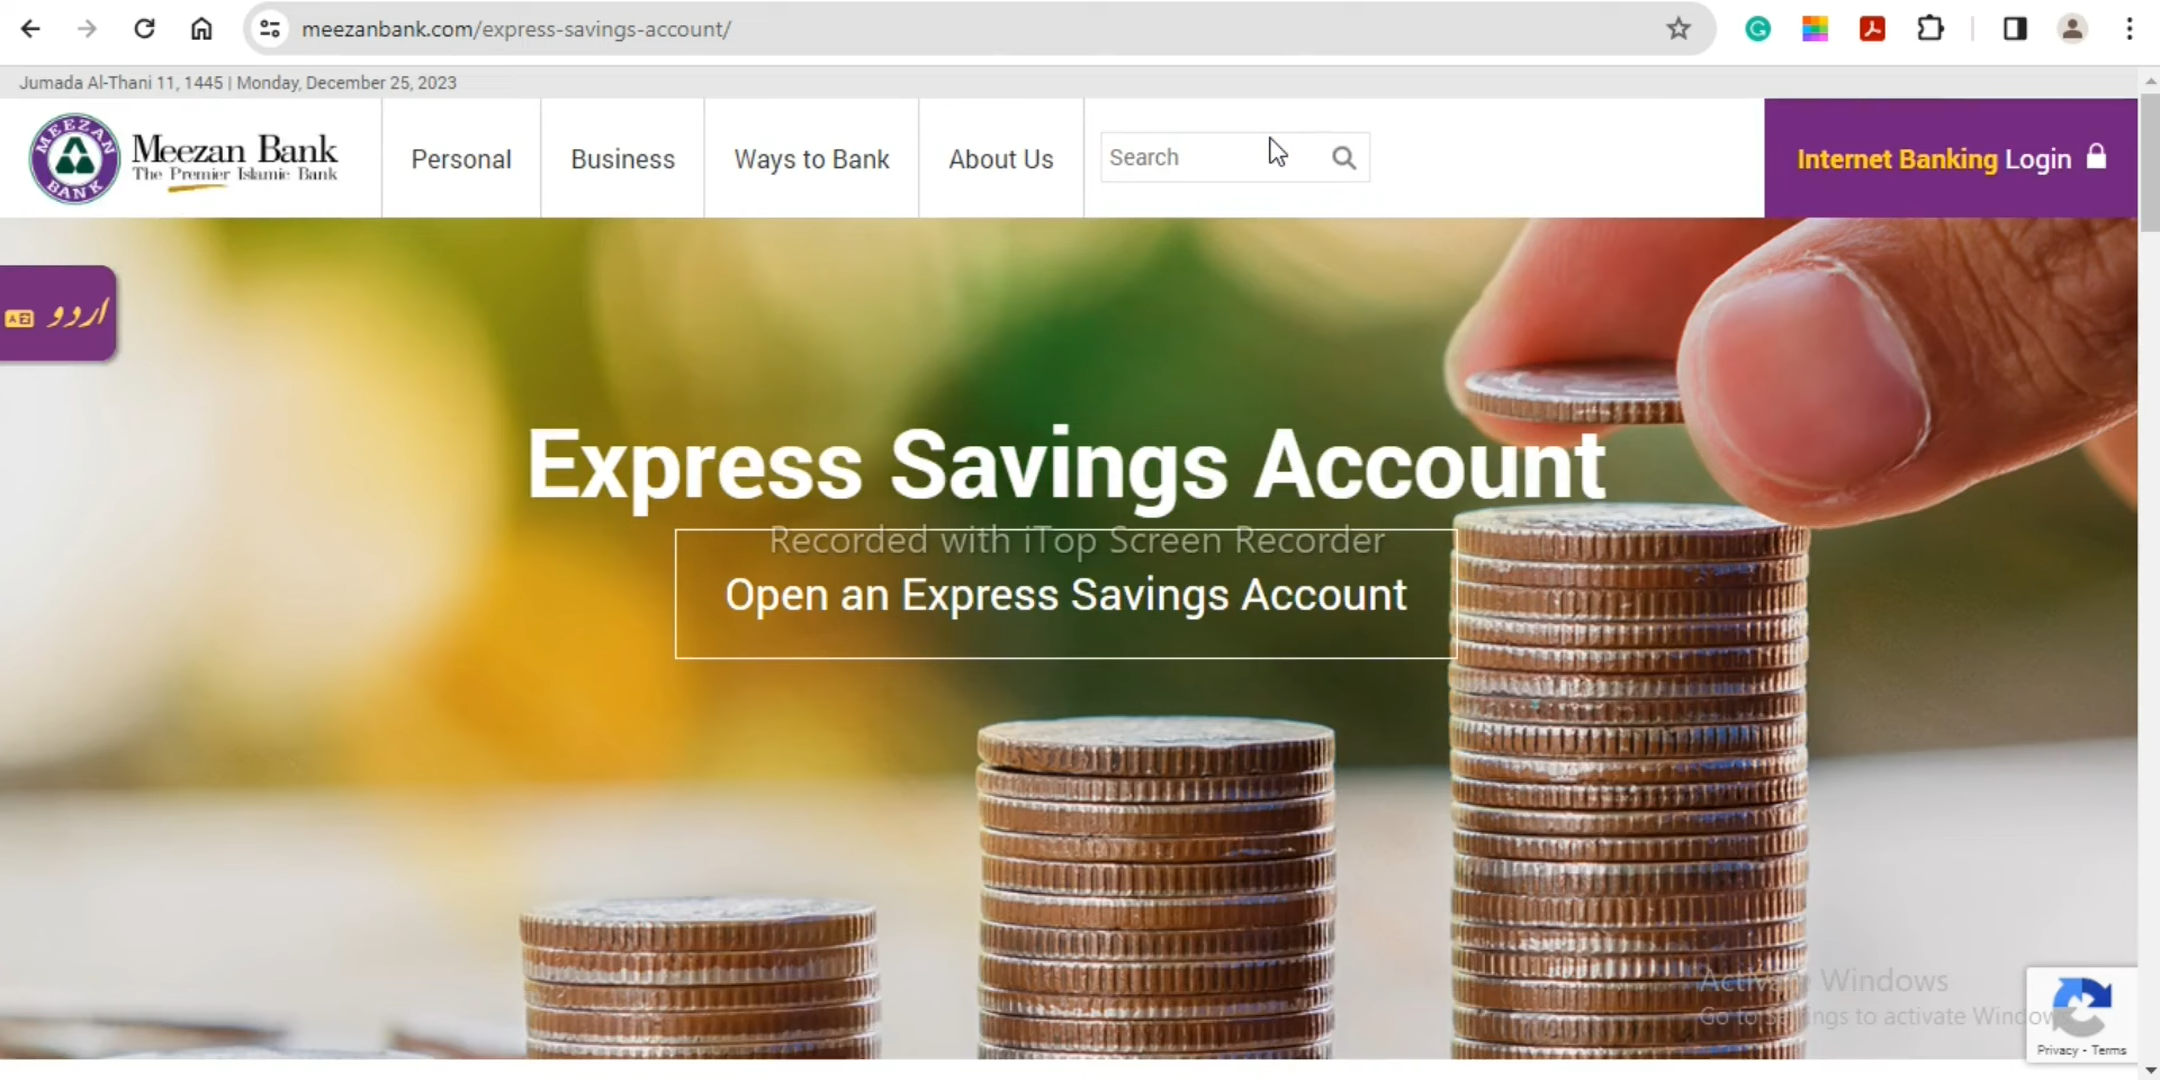 meezanbank.com/express-savings-account/
Jumada Al-Thani 11, 1445 | Monday, December 25, 2023
MEEZAN BANK
Meezan Bank
The Premier Islamic Bank
Personal
Business
Ways to Bank
About Us
Search
Internet Banking Login
اردو
Express Savings Account
Recorded with iTop Screen Recorder
Open an Express Savings Account
Activate Windows
Go to Settings to activate Windows
Privacy - Terms